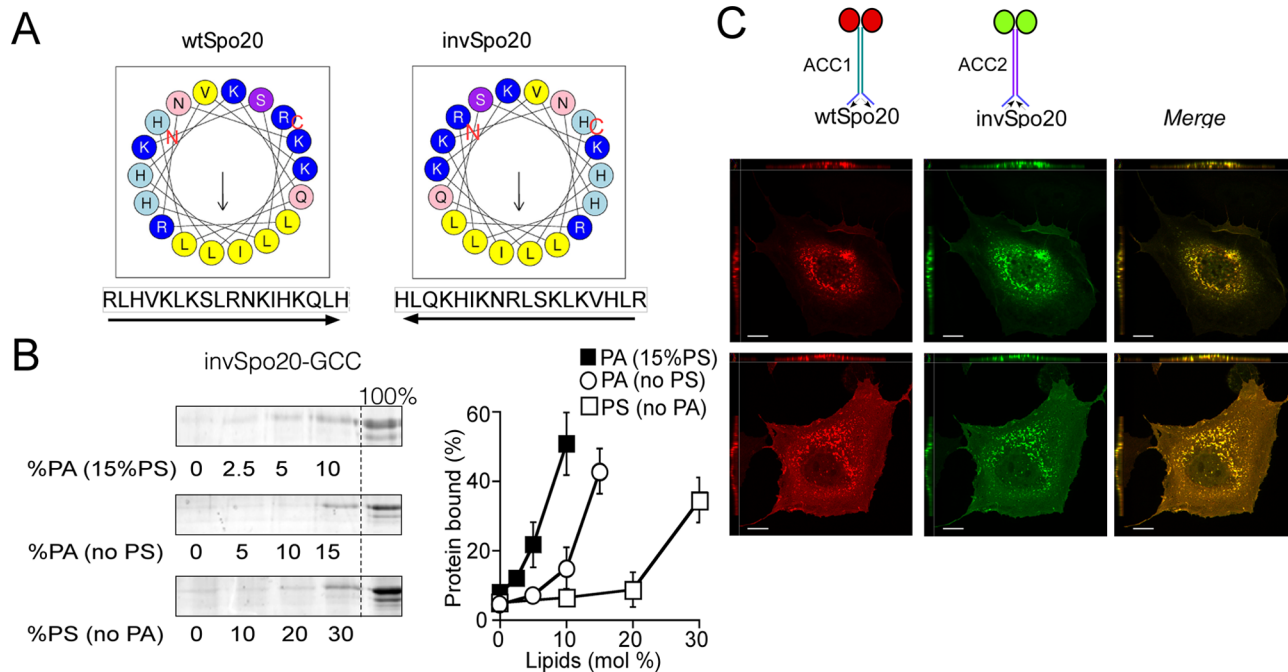 A
wtSpo20
N V K S
H N R C
K K
H K
H Q
R L
L L I L
RLHVKLKSLRNKIHKQLH
invSpo20
S K V N
R N H C
K K
K H
Q H
L R
L I L L
HLQKHIKNRLSKLKVHLR
B
invSpo20-GCC
100%
%PA (15%PS) 0 2.5 5 10
%PA (no PS) 0 5 10 15
%PS (no PA) 0 10 20 30
PA (15%PS)
PA (no PS)
PS (no PA)
Protein bound (%)
60
40
20
0
0 10 20 30
Lipids (mol %)
C
ACC1
wtSpo20
ACC2
invSpo20
Merge